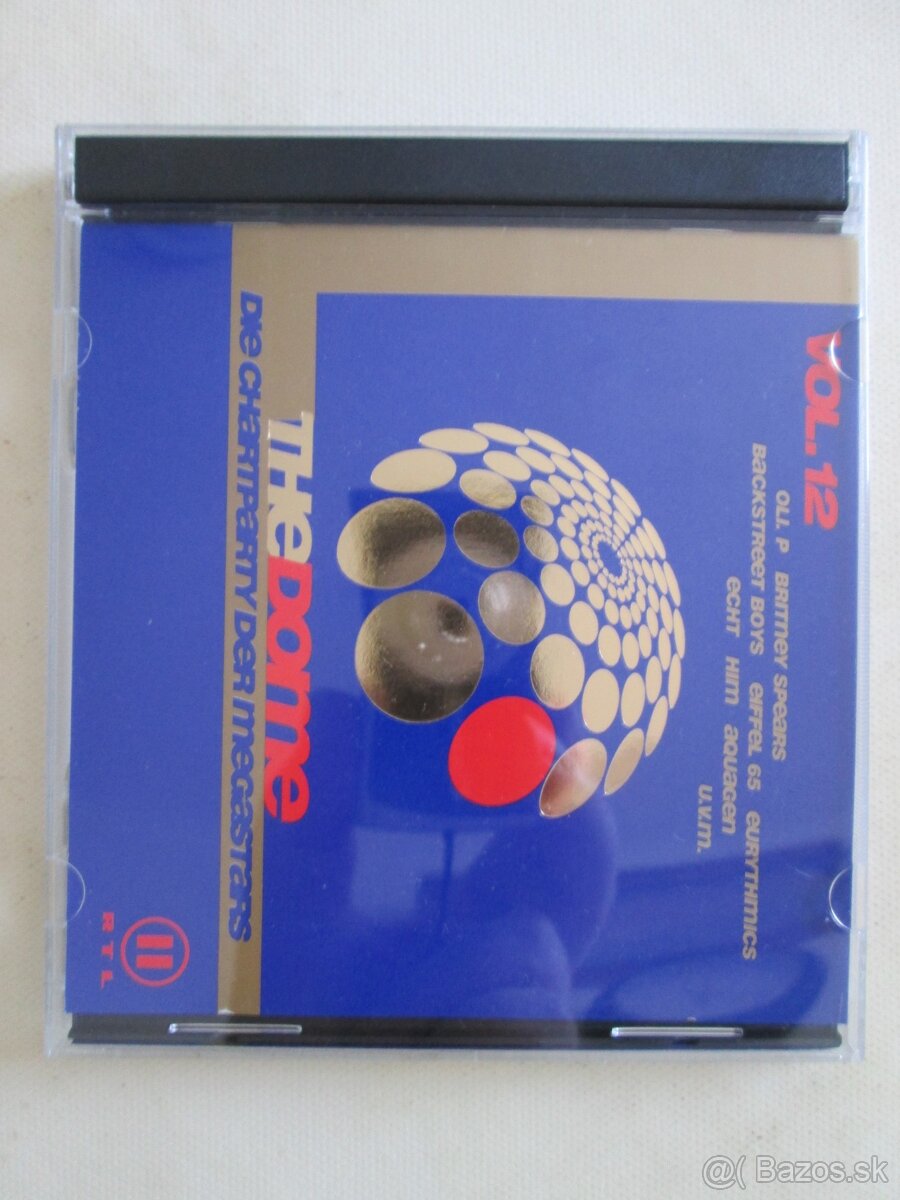 VOL. 12
OLI. P BRITNEY SPEARS
BACKSTREET BOYS EIFFEL 65 EURYTHMICS
ECHT HIM AQUAGEN
U.V.M.
THE DOME
DIE CHARTPARTY DER MEGASTARS
II
RTL
@( Bazos.sk